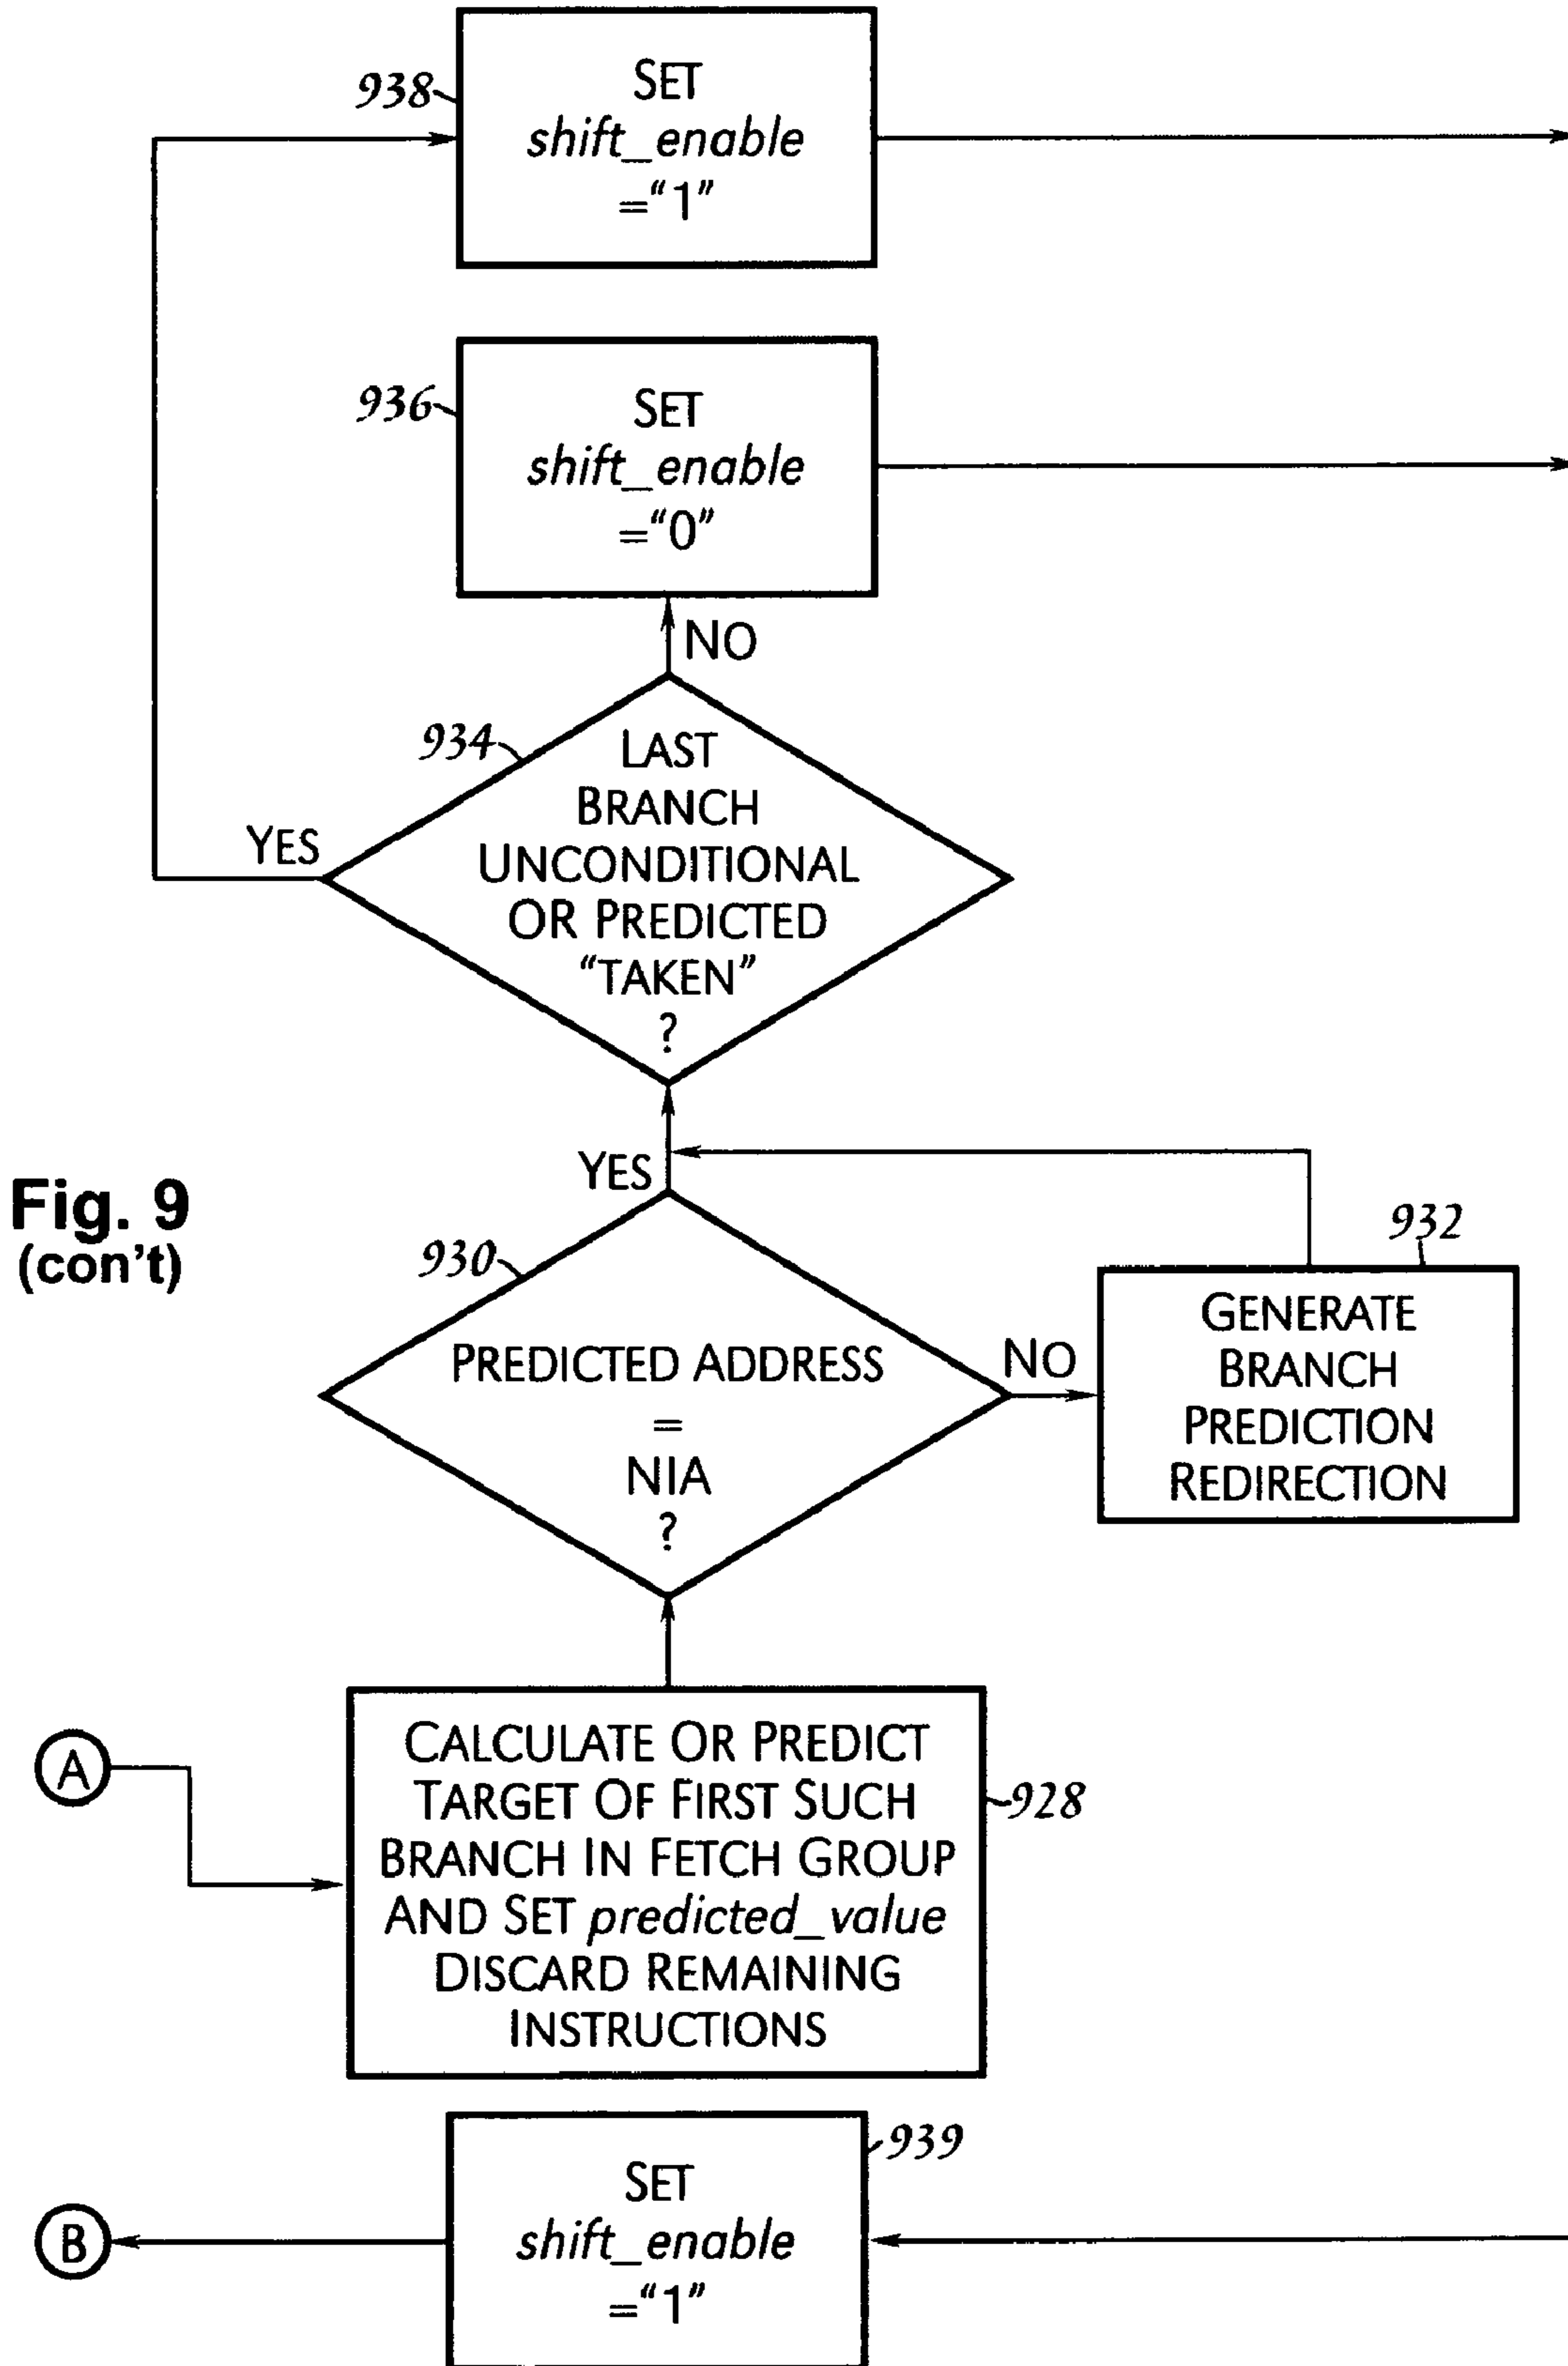 938
SET
shift_enable
="1"
936
SET
shift_enable
="0"
NO
934
LAST
BRANCH
UNCONDITIONAL
OR PREDICTED
"TAKEN"
?
YES
YES
Fig. 9
(con't)
930
PREDICTED ADDRESS
=
NIA
?
NO
932
GENERATE
BRANCH
PREDICTION
REDIRECTION
A
CALCULATE OR PREDICT
TARGET OF FIRST SUCH
BRANCH IN FETCH GROUP
AND SET predicted_value
DISCARD REMAINING
INSTRUCTIONS
928
939
SET
shift_enable
="1"
B